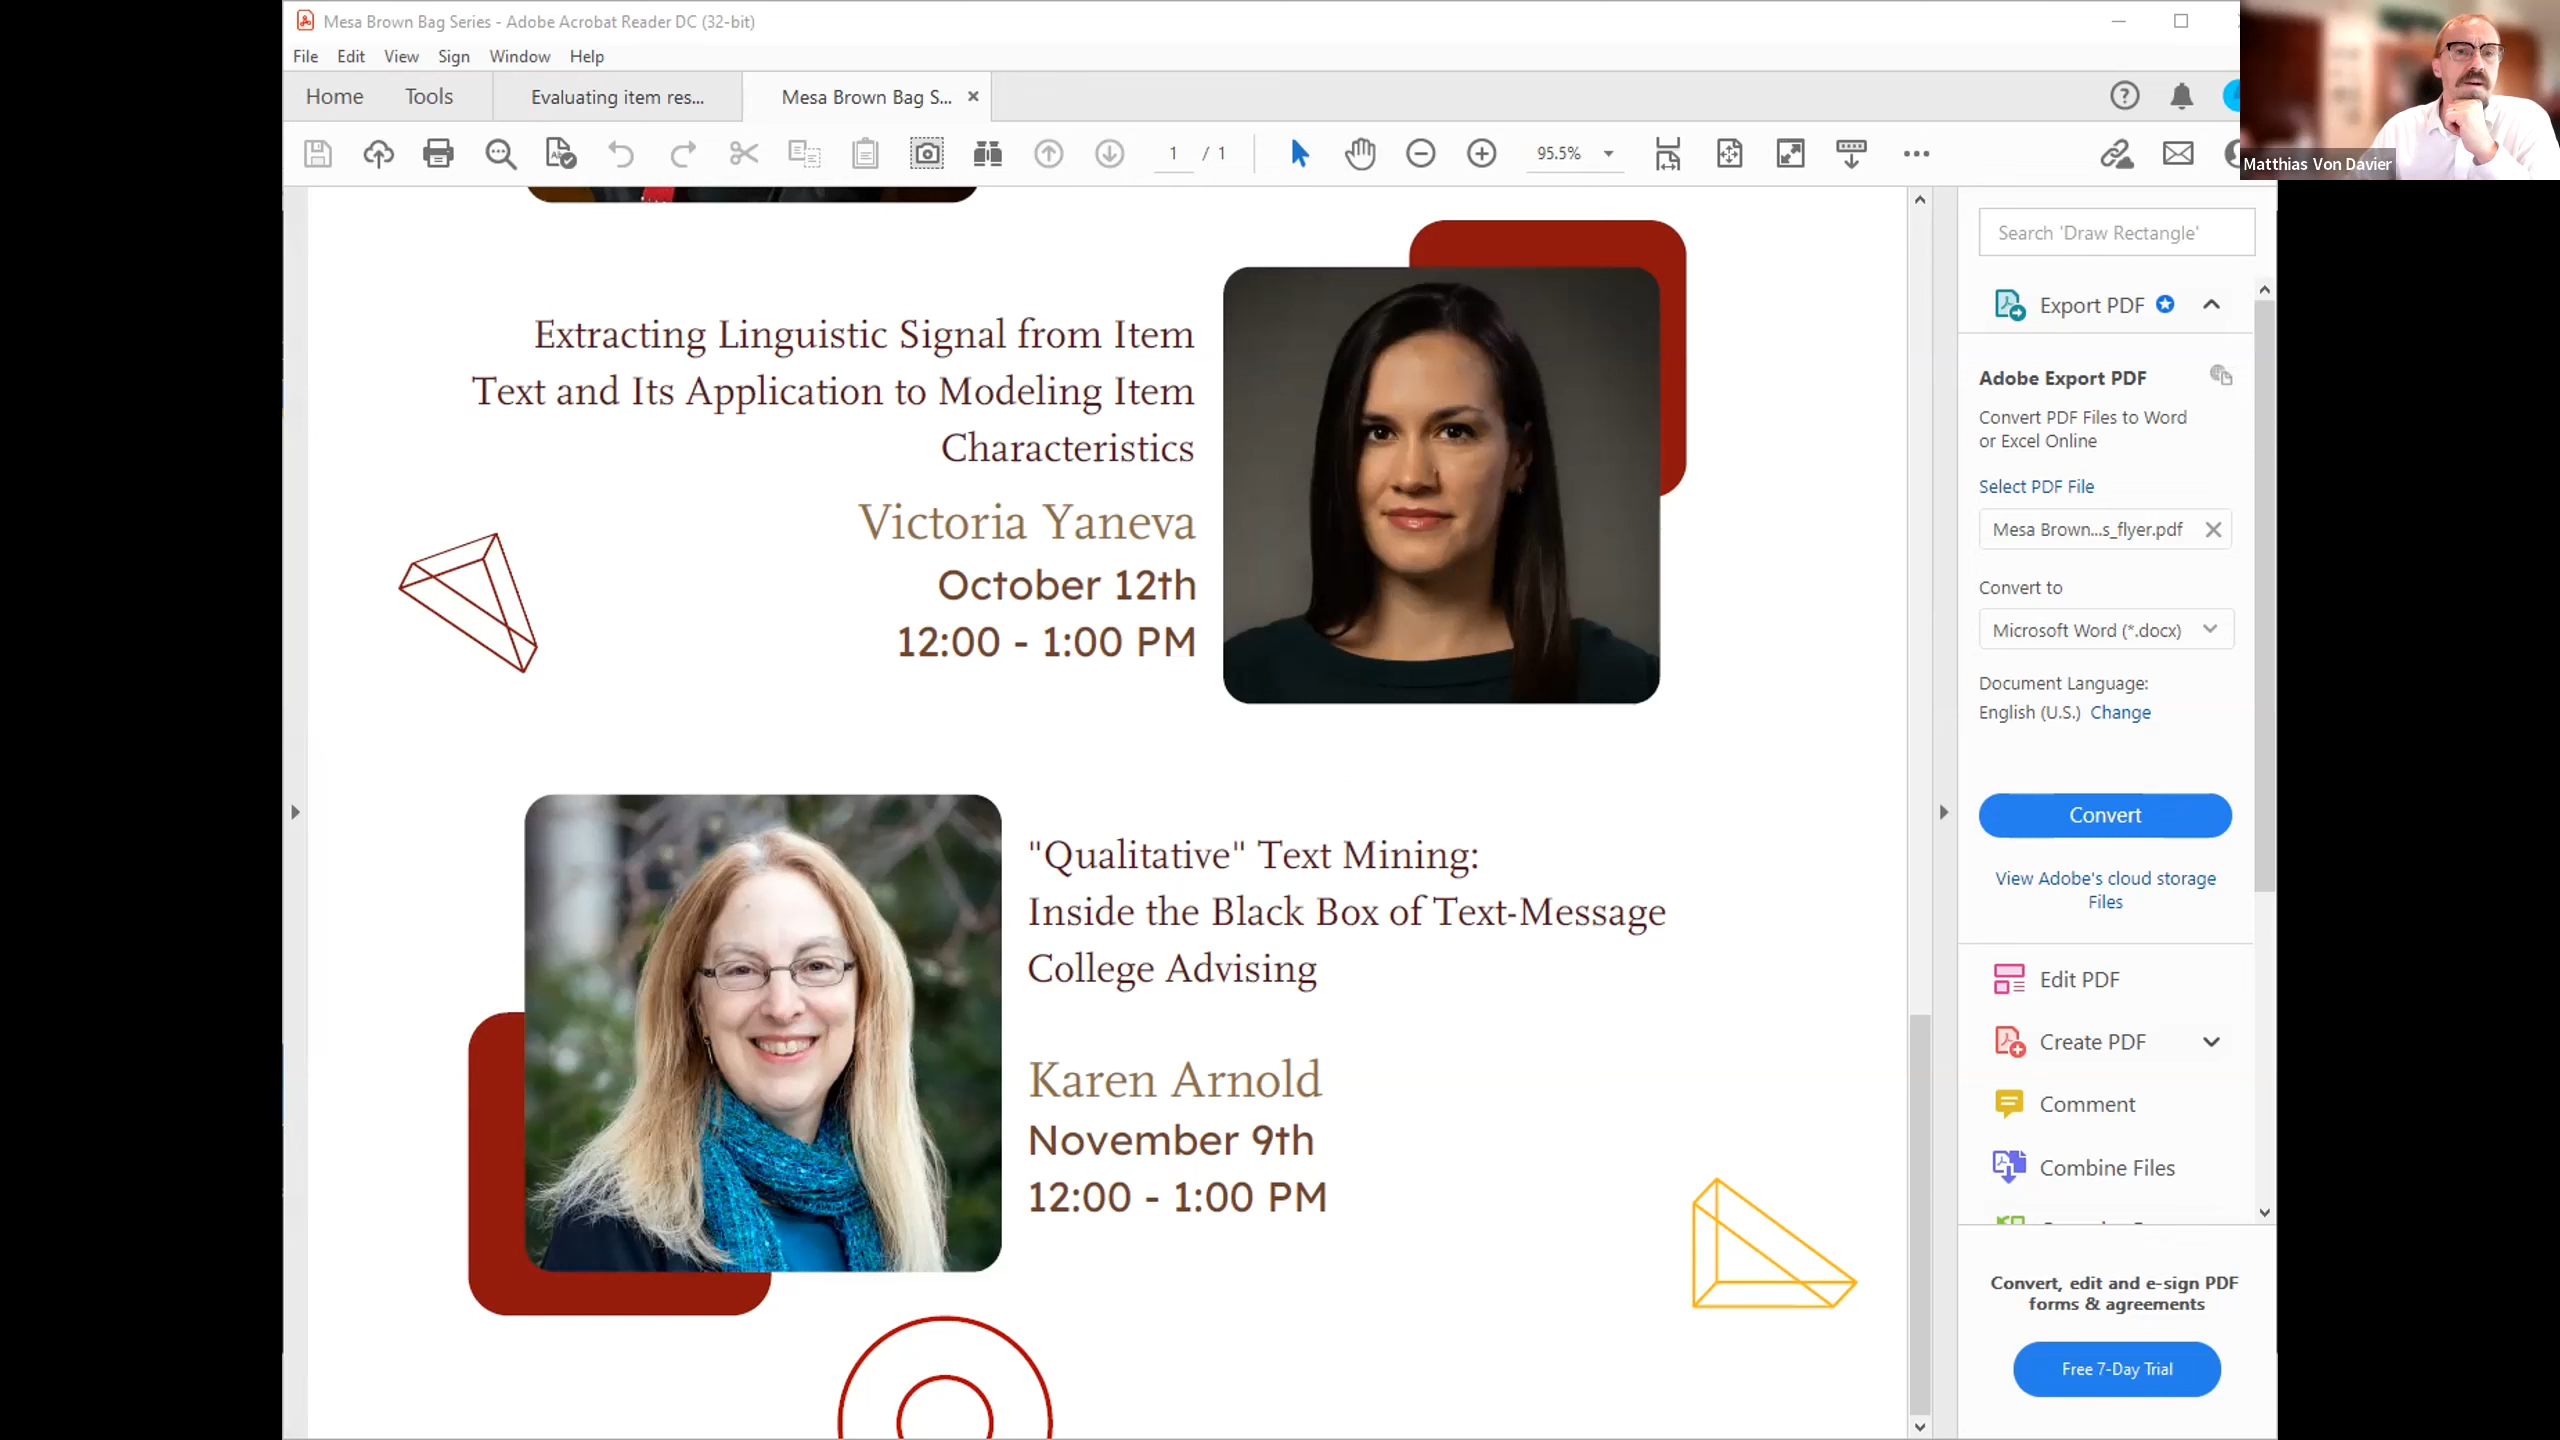 Mesa Brown Bag Series - Adobe Acrobat Reader DC (32-bit)
File Edit View Sign Window Help
Home Tools Evaluating item res... Mesa Brown Bag S...
1 / 1 95.5%
Matthias Von Davier
Extracting Linguistic Signal from Item
Text and Its Application to Modeling Item
Characteristics
Victoria Yaneva
October 12th
12:00 - 1:00 PM
"Qualitative" Text Mining:
Inside the Black Box of Text-Message
College Advising
Karen Arnold
November 9th
12:00 - 1:00 PM
Search 'Draw Rectangle'
Export PDF
Adobe Export PDF
Convert PDF Files to Word
or Excel Online
Select PDF File
Mesa Brown...s_flyer.pdf
Convert to
Microsoft Word (*.docx)
Document Language:
English (U.S.) Change
Convert
View Adobe's cloud storage
Files
Edit PDF
Create PDF
Comment
Combine Files
Convert, edit and e-sign PDF
forms & agreements
Free 7-Day Trial